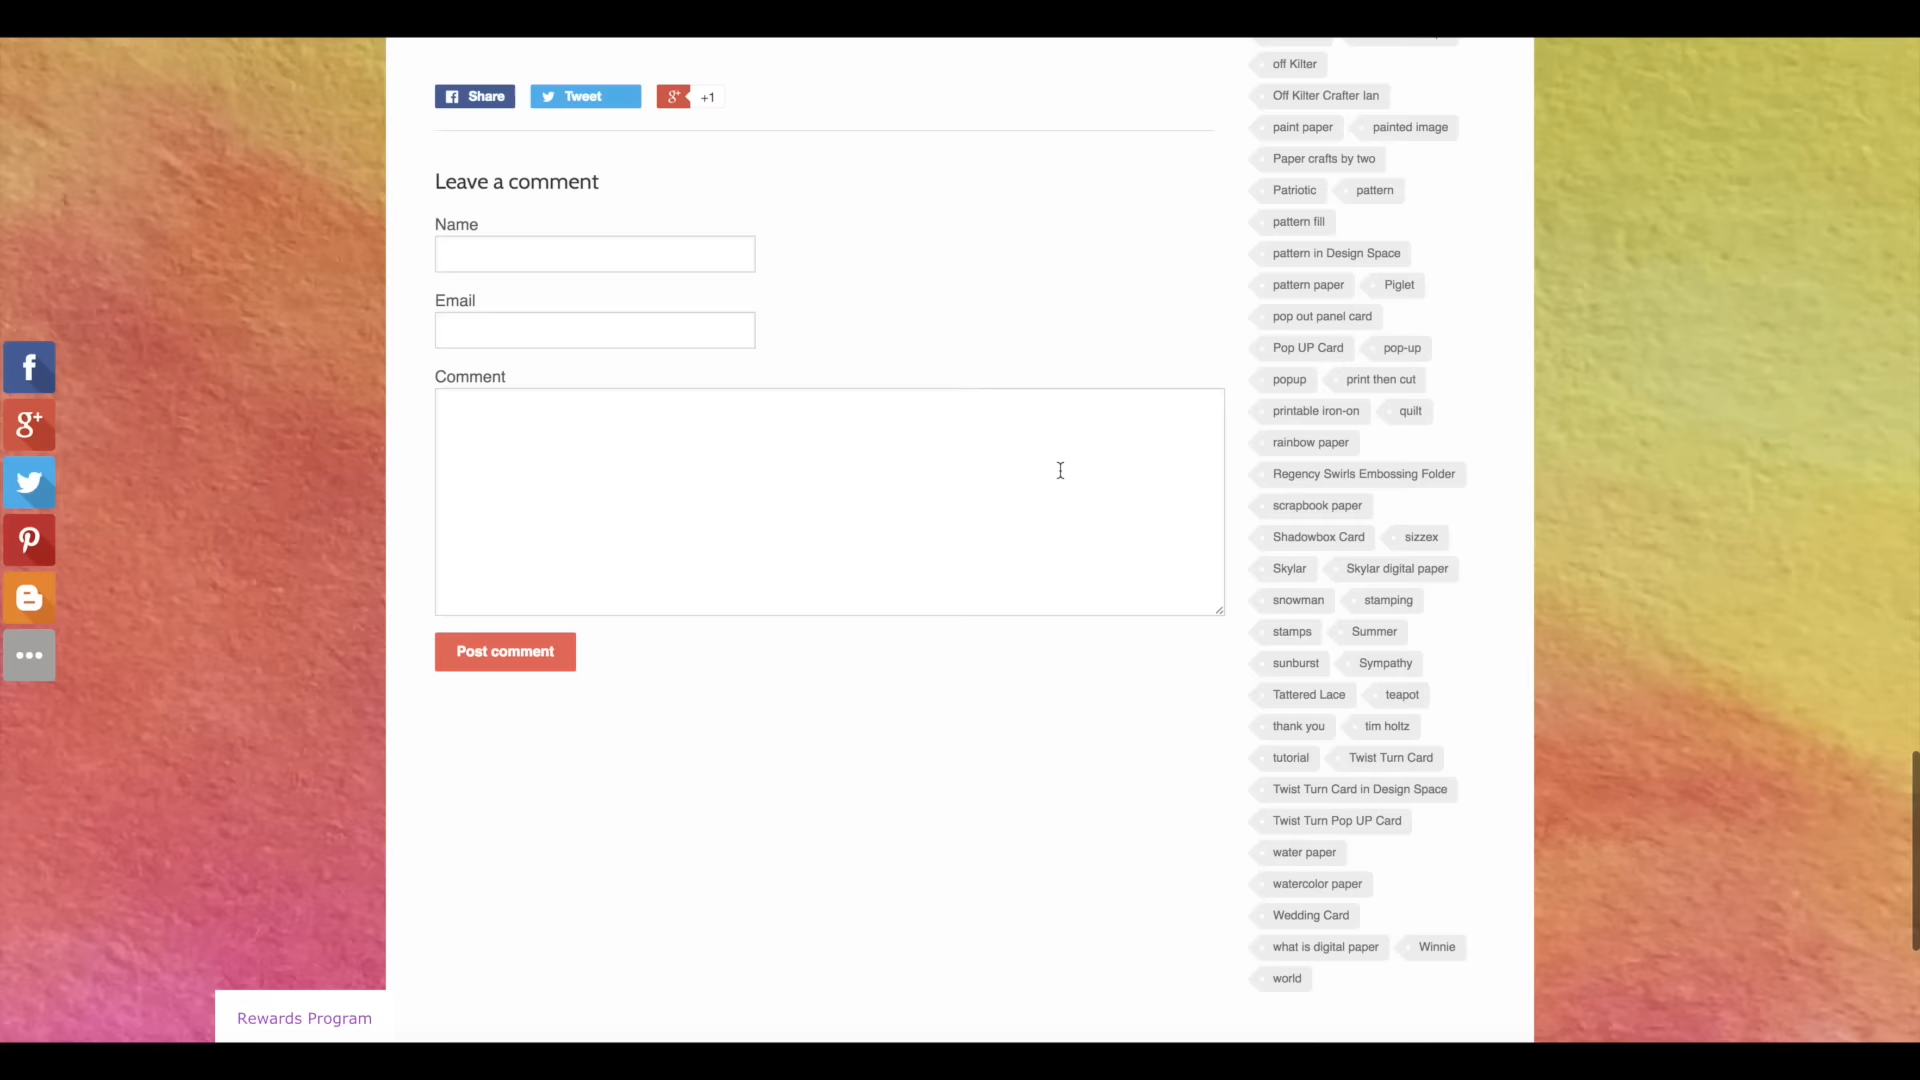 Share
Tweet
g+ +1
Leave a comment
Name
Email
Comment
Post comment
off Kilter
Off Kilter Crafter Ian
paint paper painted image
Paper crafts by two
Patriotic pattern
pattern fill
pattern in Design Space
pattern paper Piglet
pop out panel card
Pop UP Card pop-up
popup print then cut
printable iron-on quilt
rainbow paper
Regency Swirls Embossing Folder
scrapbook paper
Shadowbox Card sizzex
Skylar Skylar digital paper
snowman stamping
stamps Summer
sunburst Sympathy
Tattered Lace teapot
thank you tim holtz
tutorial Twist Turn Card
Twist Turn Card in Design Space
Twist Turn Pop UP Card
water paper
watercolor paper
Wedding Card
what is digital paper Winnie
world
f
g+
Rewards Program